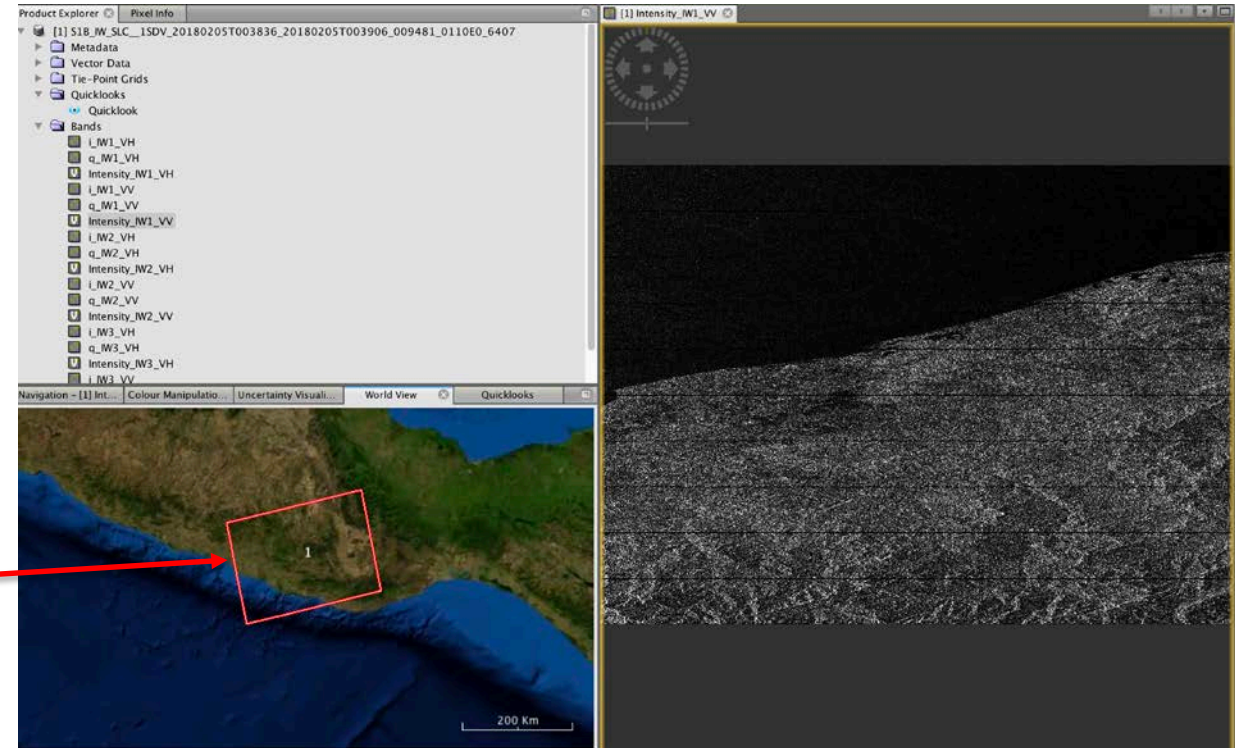 Product Explorer
Pixel Info
[1] S1B_IW_SLC__1SDV_20180205T003836_20180205T003906_009481_0110E0_6407
Metadata
Vector Data
Tie-Point Grids
Quicklooks
Quicklook
Bands
i_IW1_VH
q_IW1_VH
Intensity_IW1_VH
i_IW1_VV
q_IW1_VV
Intensity_IW1_VV
i_IW2_VH
q_IW2_VH
Intensity_IW2_VH
i_IW2_VV
q_IW2_VV
Intensity_IW2_VV
i_IW3_VH
q_IW3_VH
Intensity_IW3_VH
i_IW3_VV
Navigation - [1] Int...
Colour Manipulatio...
Uncertainty Visuali...
World View
Quicklooks
1
200 Km
[1] Intensity_IW1_VV